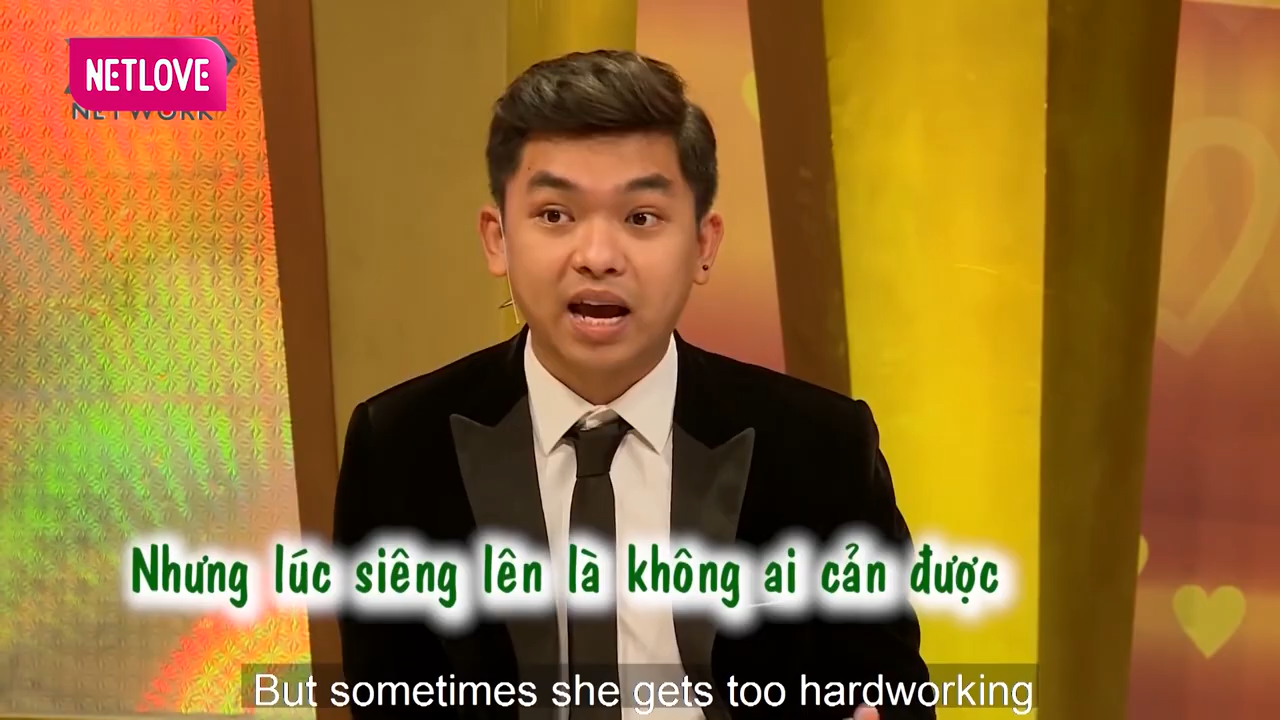 NETLOVE
NETWORK
Nhưng lúc siêng lên là không ai cản được
But sometimes she gets too hardworking